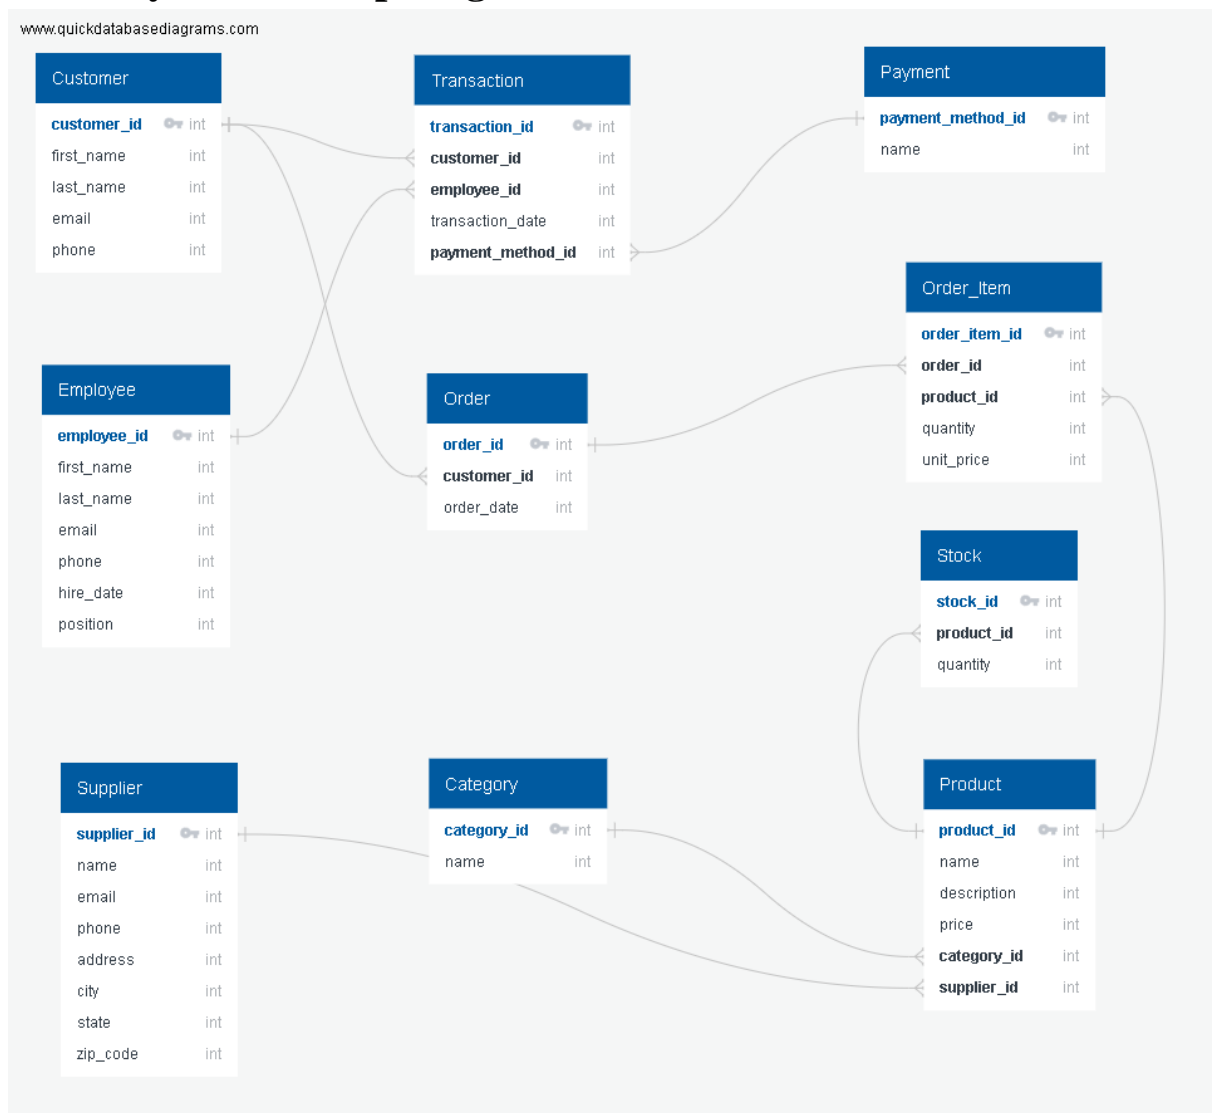 www.quickdatabasediagrams.com
Customer
customer_id int
first_name int
last_name int
email int
phone int
Transaction
transaction_id int
customer_id int
employee_id int
transaction_date int
payment_method_id int
Payment
payment_method_id int
name int
Order_Item
order_item_id int
order_id int
product_id int
quantity int
unit_price int
Employee
employee_id int
first_name int
last_name int
email int
phone int
hire_date int
position int
Order
order_id int
customer_id int
order_date int
Stock
stock_id int
product_id int
quantity int
Supplier
supplier_id int
name int
email int
phone int
address int
city int
state int
zip_code int
Category
category_id int
name int
Product
product_id int
name int
description int
price int
category_id int
supplier_id int